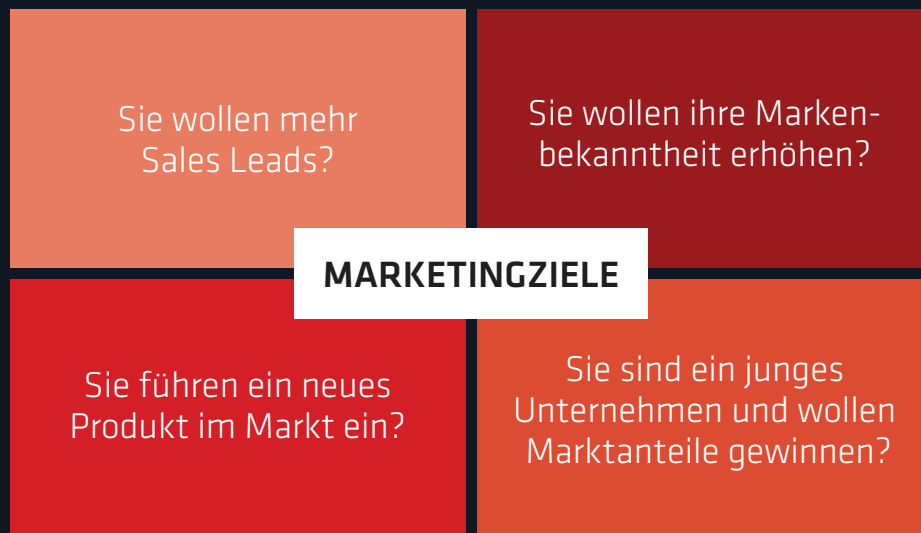 Sie wollen mehr
Sales Leads?
Sie wollen ihre Marken-
bekanntheit erhöhen?
MARKETINGZIELE
Sie führen ein neues
Produkt im Markt ein?
Sie sind ein junges
Unternehmen und wollen
Marktanteile gewinnen?